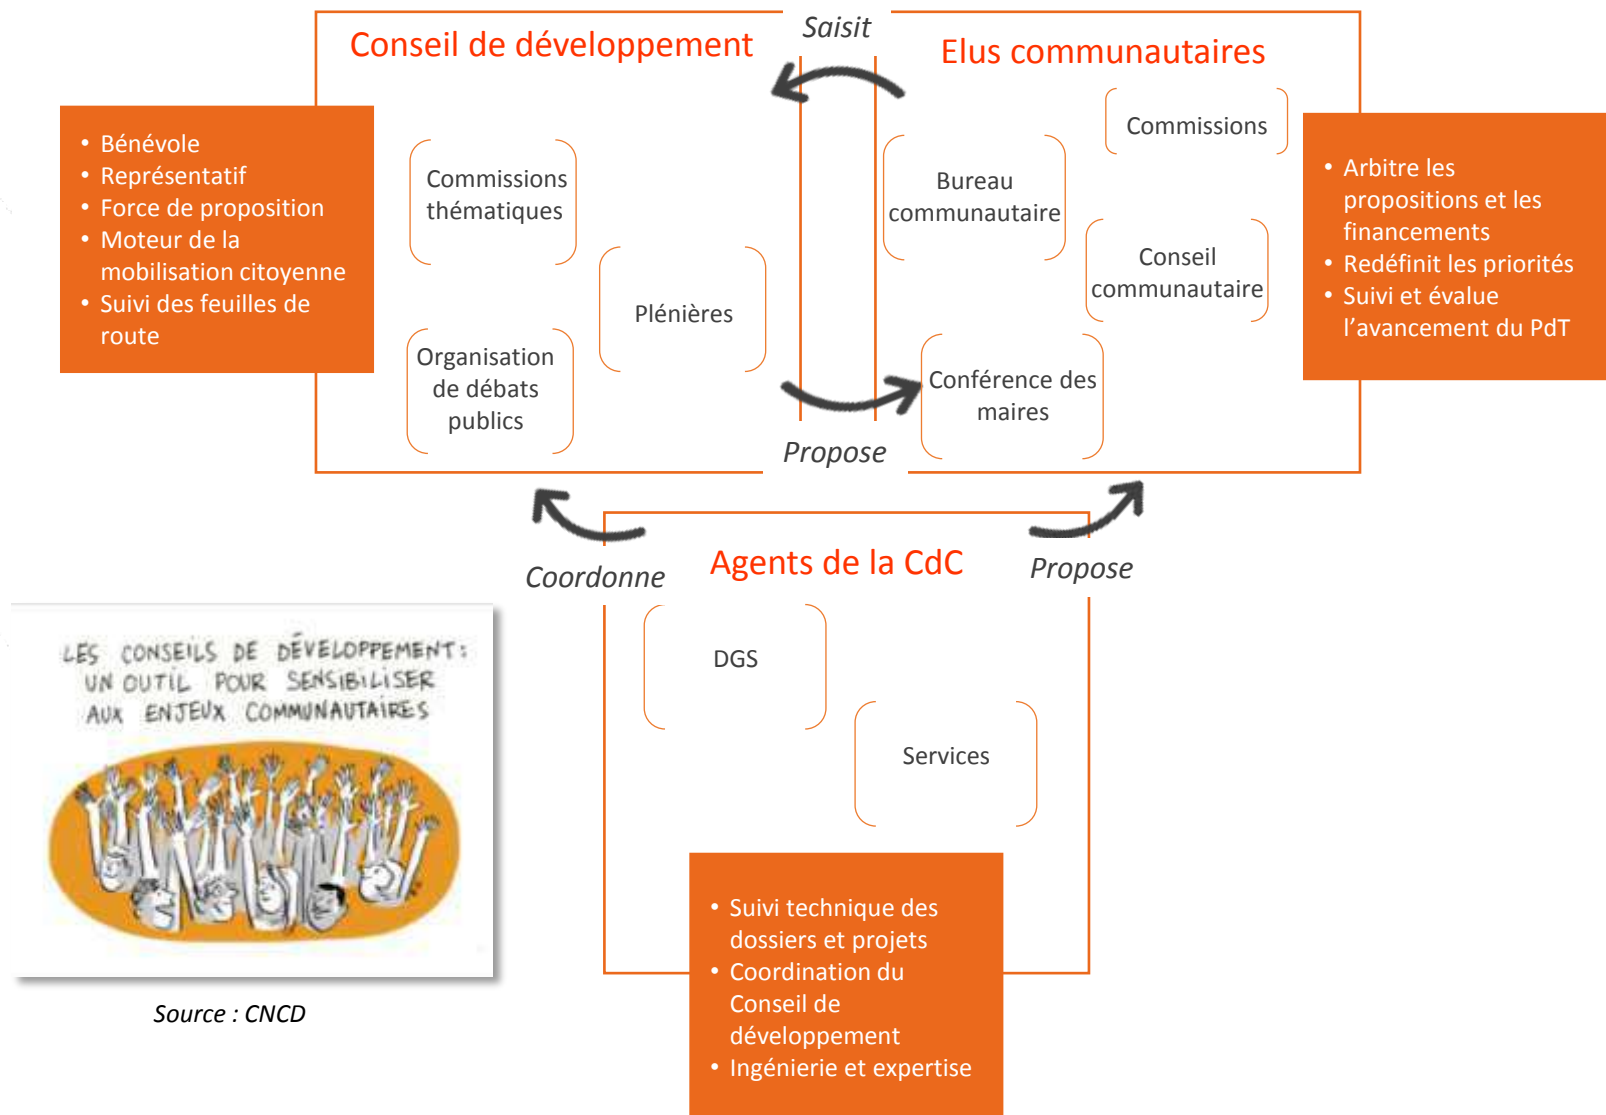 Saisit
Conseil de développement
Elus communautaires
• Bénévole
• Représentatif
• Force de proposition
• Moteur de la
mobilisation citoyenne
• Suivi des feuilles de
route
Commissions
thématiques
Plénières
Organisation
de débats
publics
Commissions
Bureau
communautaire
Conseil
communautaire
Conférence des
maires
• Arbitre les
propositions et les
financements
• Redéfinit les priorités
• Suivi et évalue
l’avancement du PdT
Propose
Coordonne
Agents de la CdC
Propose
DGS
Services
• Suivi technique des
dossiers et projets
• Coordination du
Conseil de
développement
• Ingénierie et expertise
LES CONSEILS DE DÉVELOPPEMENT :
UN OUTIL POUR SENSIBILISER
AUX ENJEUX COMMUNAUTAIRES
Source : CNCD